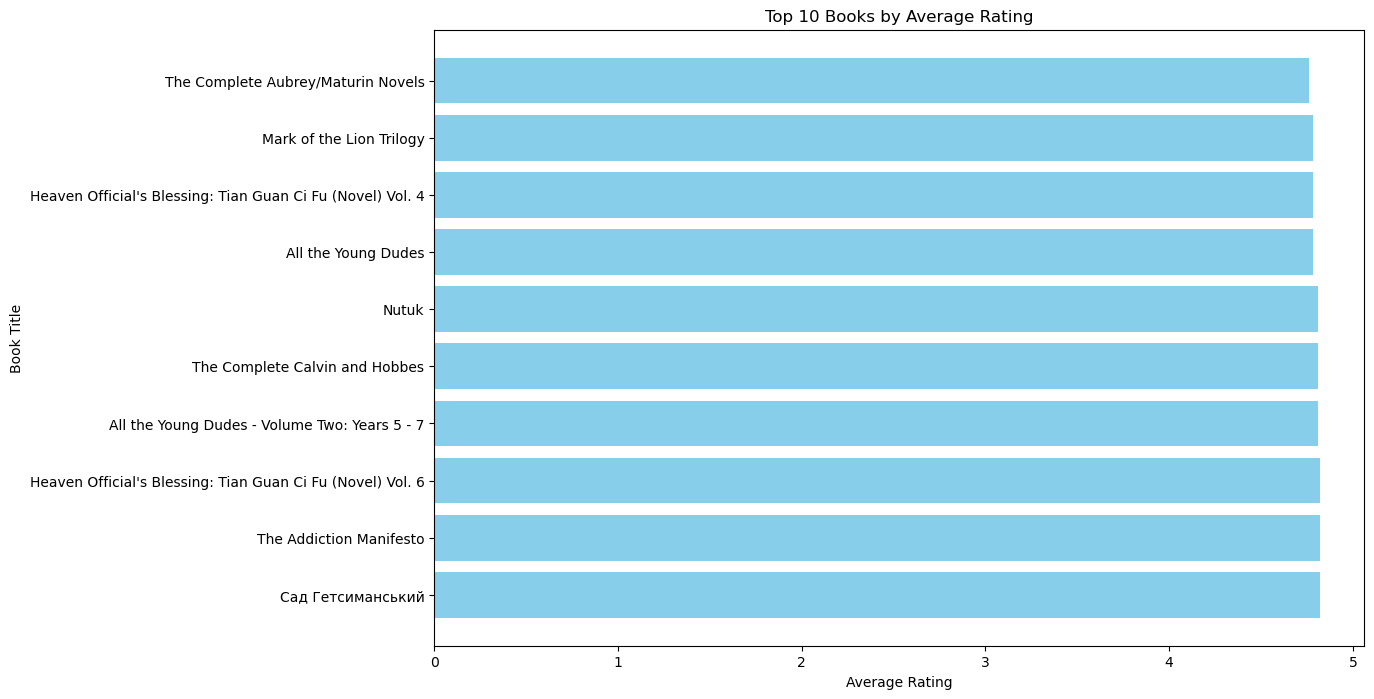 Top 10 Books by Average Rating
The Complete Aubrey/Maturin Novels
Mark of the Lion Trilogy
Heaven Official's Blessing: Tian Guan Ci Fu (Novel) Vol. 4
All the Young Dudes
Nutuk
The Complete Calvin and Hobbes
All the Young Dudes - Volume Two: Years 5 - 7
Heaven Official's Blessing: Tian Guan Ci Fu (Novel) Vol. 6
The Addiction Manifesto
Сад Гетсиманський
Book Title
0 1 2 3 4 5
Average Rating